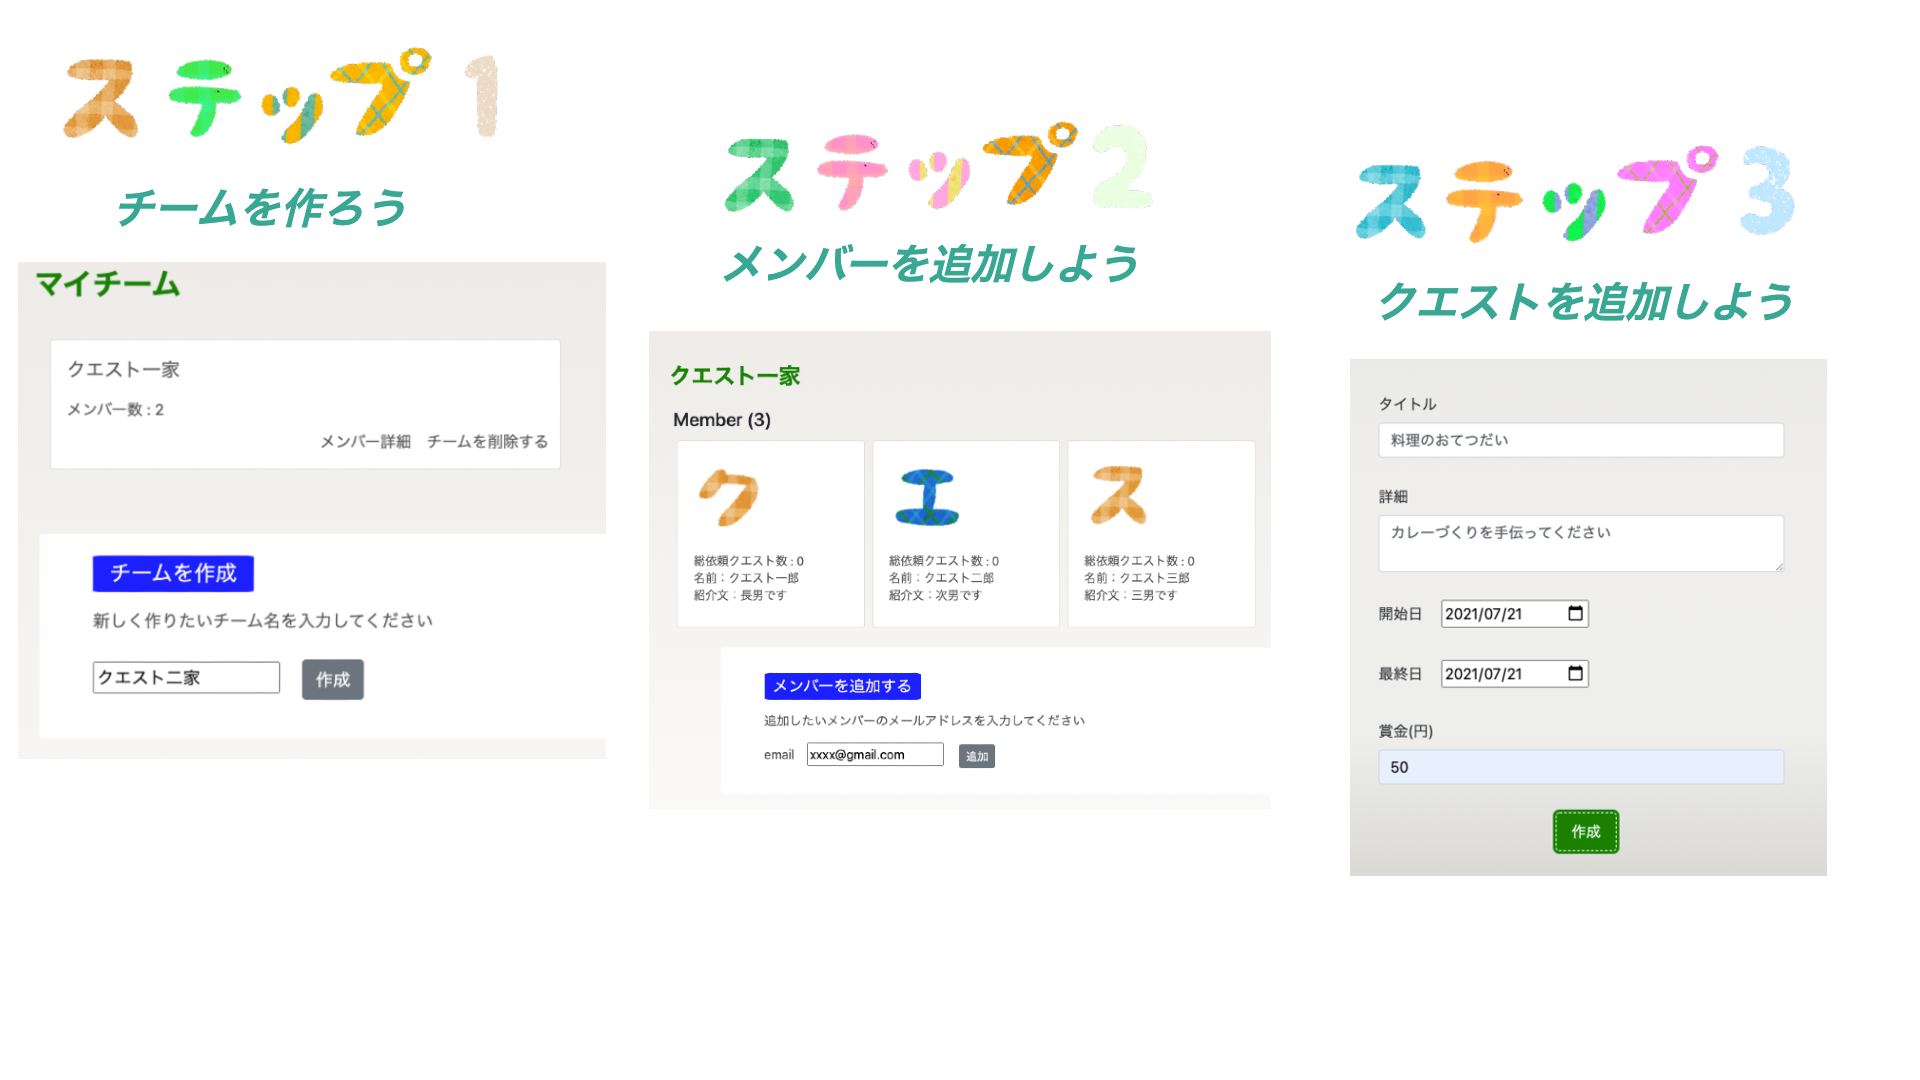 ステップ1
チームを作ろう
マイチーム
クエスト一家
メンバー数 : 2
メンバー詳細 チームを削除する
チームを作成
新しく作りたいチーム名を入力してください
クエスト二家 作成
ステップ2
メンバーを追加しよう
クエスト一家
Member (3)
ク
総依頼クエスト数 : 0
名前：クエスト一郎
紹介文：長男です
エ
総依頼クエスト数 : 0
名前：クエスト二郎
紹介文：次男です
ス
総依頼クエスト数 : 0
名前：クエスト三郎
紹介文：三男です
メンバーを追加する
追加したいメンバーのメールアドレスを入力してください
email xxxx@gmail.com 追加
ステップ3
クエストを追加しよう
タイトル
料理のおてつだい
詳細
カレーづくりを手伝ってください
開始日 2021/07/21
最終日 2021/07/21
賞金(円)
50
作成